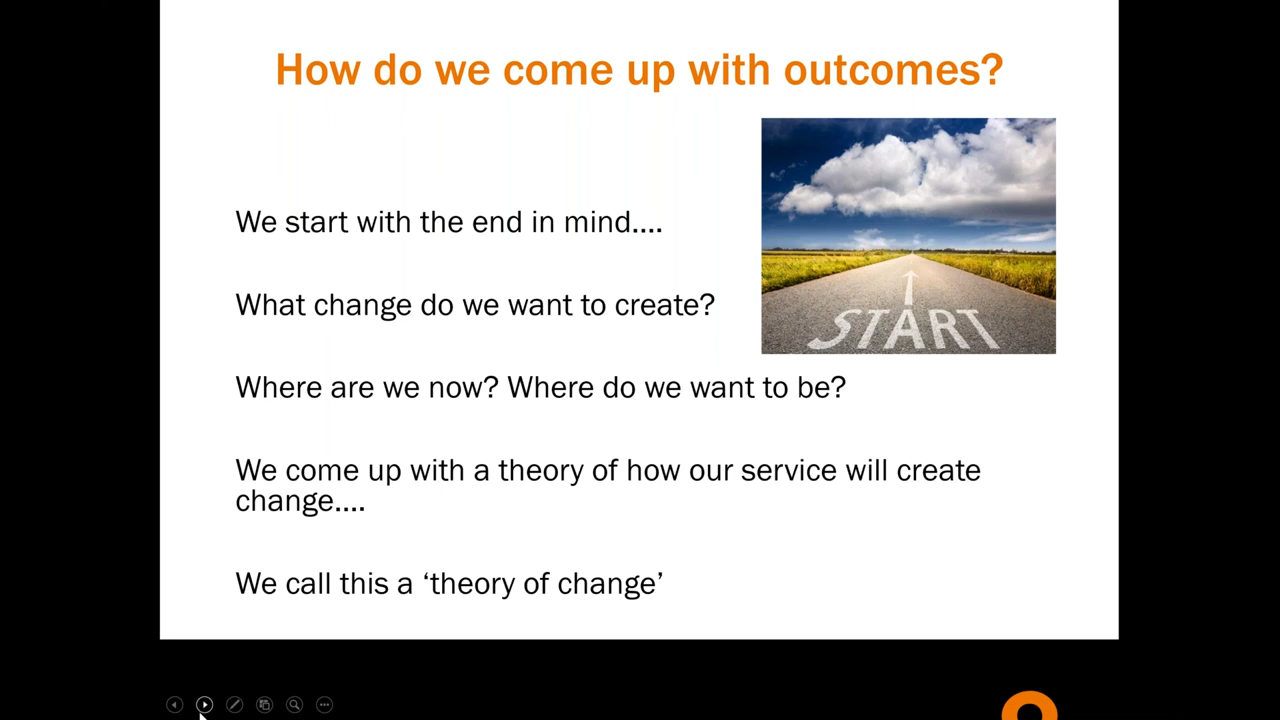 How do we come up with outcomes?
We start with the end in mind....
What change do we want to create?
START
Where are we now? Where do we want to be?
We come up with a theory of how our service will create
change....
We call this a ‘theory of change’